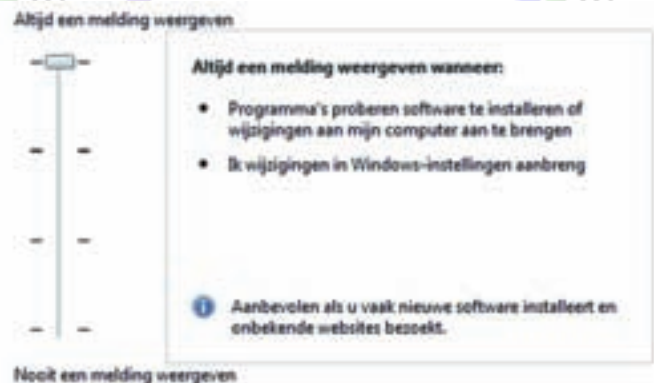 Altijd een melding weergeven
Altijd een melding weergeven wanneer:
• Programma's proberen software te installeren of
wijzigingen aan mijn computer aan te brengen
• Ik wijzigingen in Windows-instellingen aanbreng
Aanbevolen als u vaak nieuwe software installeert en
onbekende websites bezoekt.
Nooit een melding weergeven